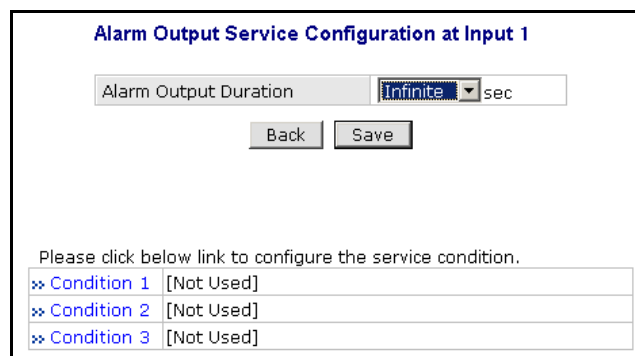 Alarm Output Service Configuration at Input 1
Alarm Output Duration Infinite sec
Back Save
Please click below link to configure the service condition.
›› Condition 1 [Not Used]
›› Condition 2 [Not Used]
›› Condition 3 [Not Used]